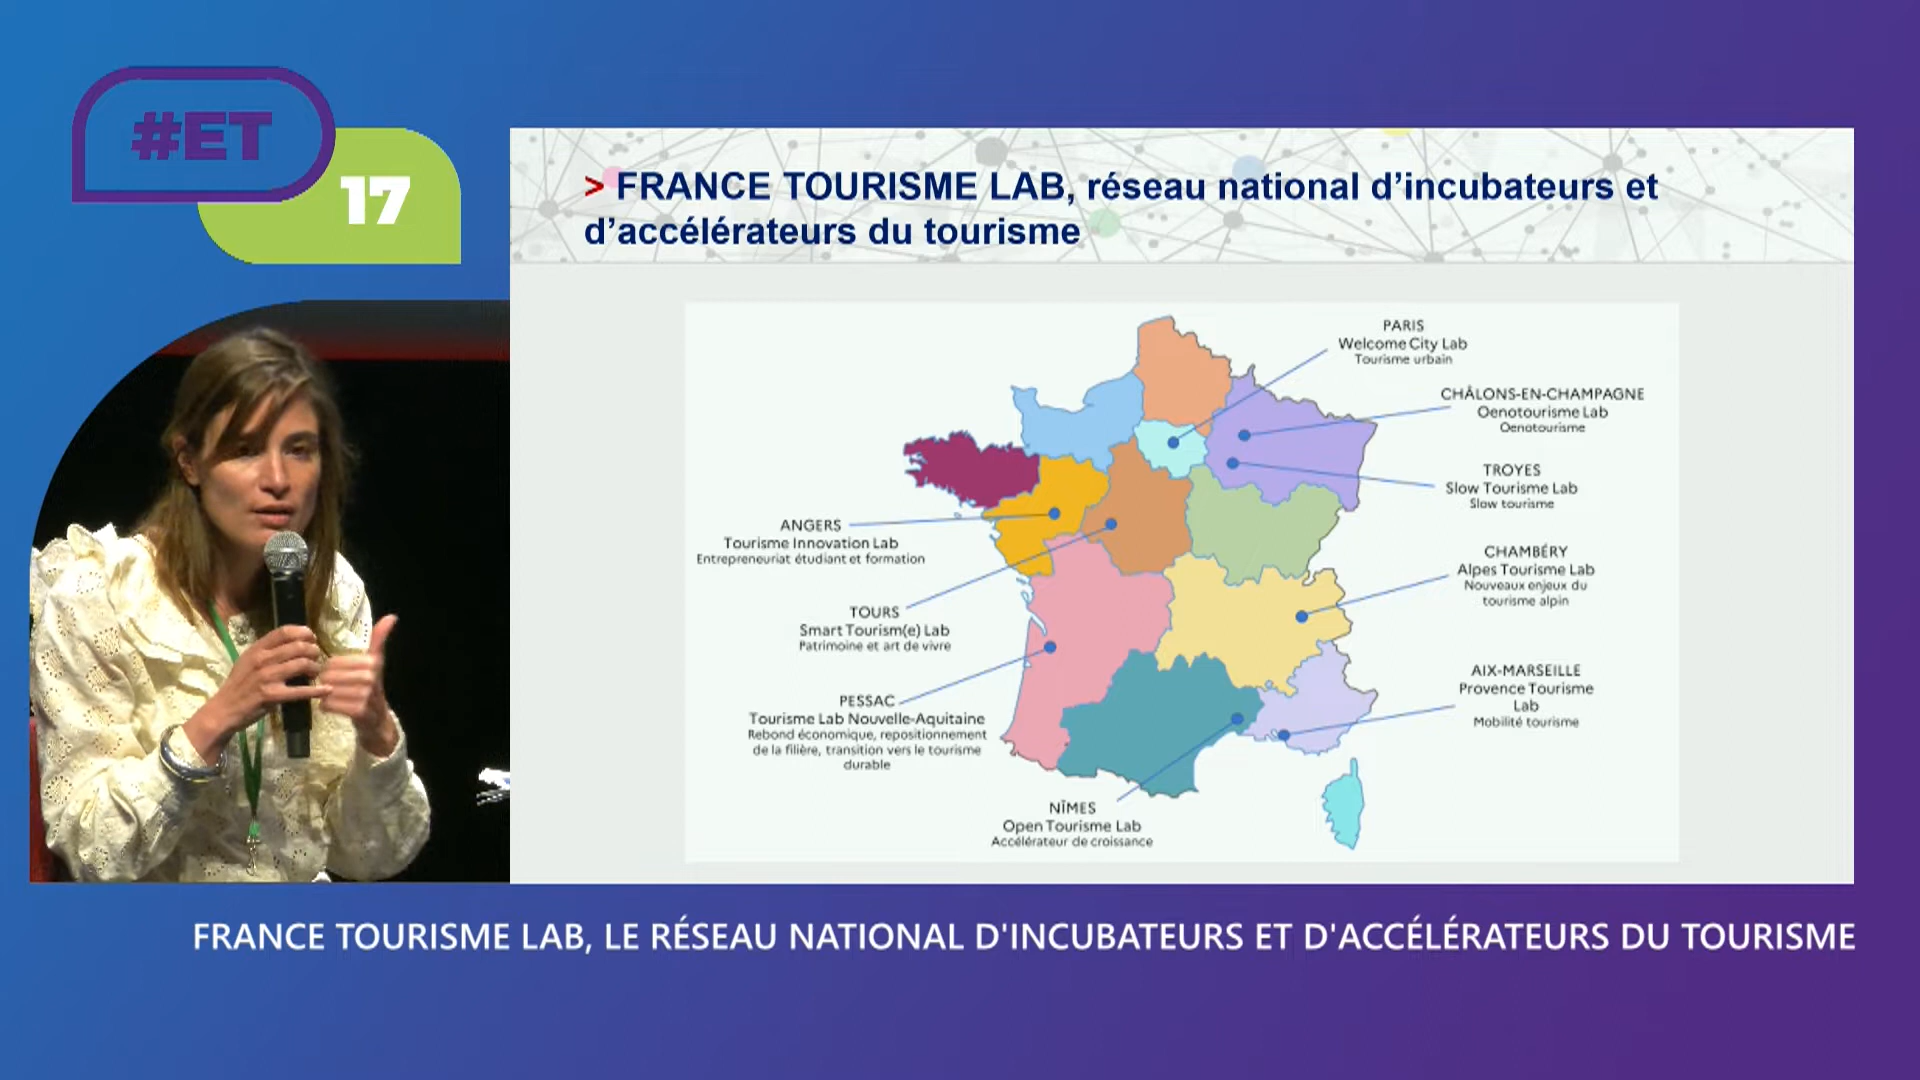 #ET
17
> FRANCE TOURISME LAB, réseau national d’incubateurs et
d’accélérateurs du tourisme
PARIS
Welcome City Lab
Tourisme urbain
CHÂLONS-EN-CHAMPAGNE
Oenotourisme Lab
Oenotourisme
TROYES
Slow Tourisme Lab
Slow tourisme
ANGERS
Tourisme Innovation Lab
Entrepreneuriat étudiant et formation
CHAMBÉRY
Alpes Tourisme Lab
Nouveaux enjeux du
tourisme alpin
TOURS
Smart Tourism(e) Lab
Patrimoine et art de vivre
AIX-MARSEILLE
Provence Tourisme
Lab
Mobilité tourisme
PESSAC
Tourisme Lab Nouvelle-Aquitaine
Rebond économique, repositionnement
de la filière, transition vers le tourisme
durable
NÎMES
Open Tourisme Lab
Accélérateur de croissance
FRANCE TOURISME LAB, LE RÉSEAU NATIONAL D'INCUBATEURS ET D'ACCÉLÉRATEURS DU TOURISME